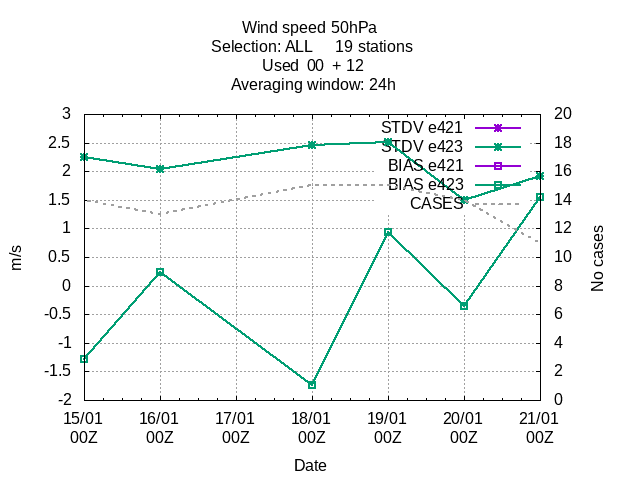 Wind speed 50hPa
Selection: ALL     19 stations
Used  00  + 12
Averaging window: 24h
3
2.5
2
1.5
1
0.5
0
-0.5
-1
-1.5
-2
m/s
20
18
16
14
12
10
8
6
4
2
0
No cases
STDV e421
STDV e423
BIAS e421
BIAS e423
CASES
15/01 16/01 17/01 18/01 19/01 20/01 21/01
00Z 00Z 00Z 00Z 00Z 00Z 00Z
Date